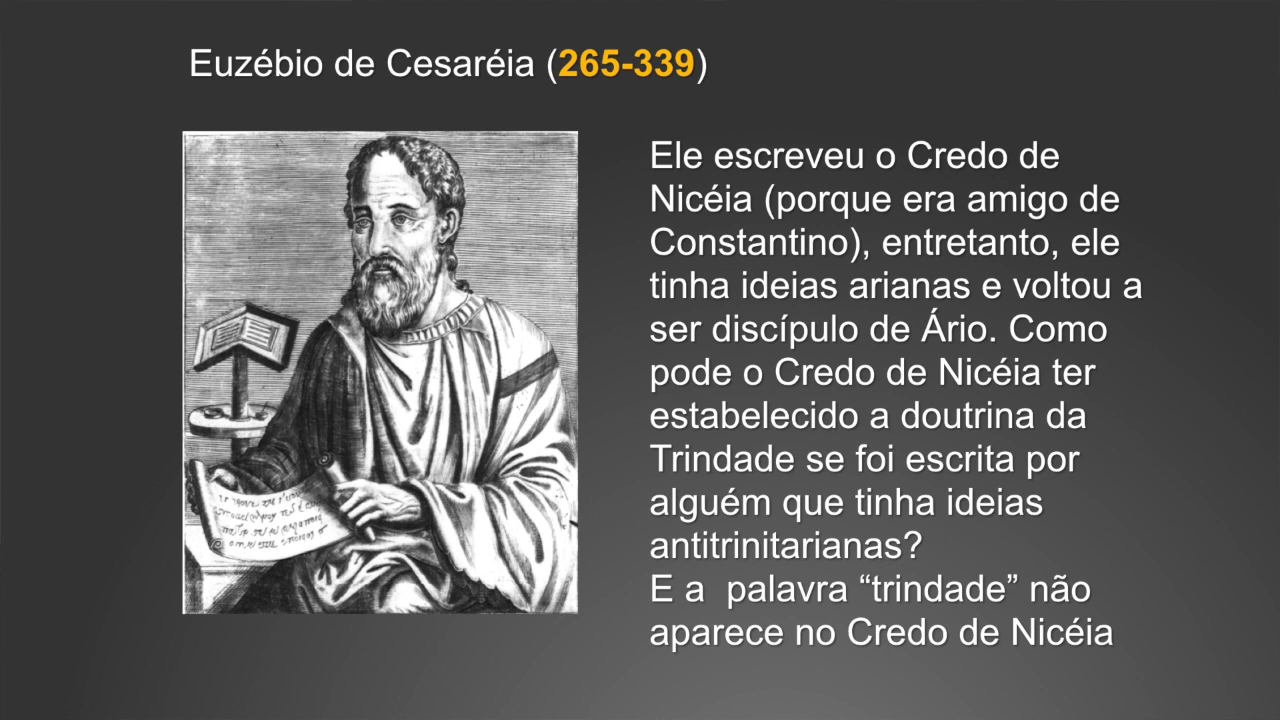 Euzébio de Cesaréia (265-339)
Ele escreveu o Credo de
Nicéia (porque era amigo de
Constantino), entretanto, ele
tinha ideias arianas e voltou a
ser discípulo de Ário. Como
pode o Credo de Nicéia ter
estabelecido a doutrina da
Trindade se foi escrita por
alguém que tinha ideias
antitrinitarianas?
E a  palavra “trindade” não
aparece no Credo de Nicéia